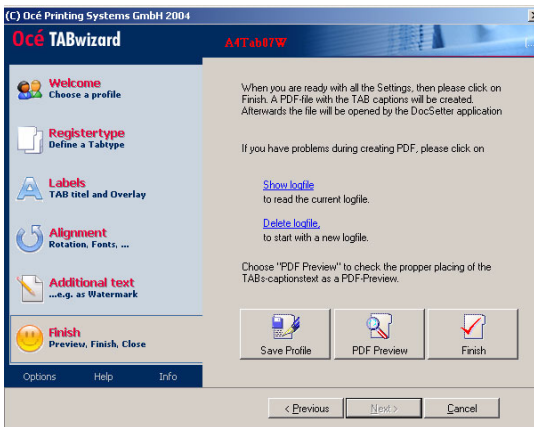 (C) Océ Printing Systems GmbH 2004
Océ TABwizard
A4Tab07W
Welcome
Choose a profile
Registertype
Define a Tabtype
Labels
TAB titel and Overlay
Alignment
Rotation, Fonts, ...
Additional text
...e.g. as Watermark
Finish
Preview, Finish, Close
Options Help Info
When you are ready with all the Settings, then please click on
Finish. A PDF-file with the TAB captions will be created.
Afterwards the file will be opened by the DocSetter application
If you have problems during creating PDF, please click on
Show logfile
to read the current logfile.
Delete logfile,
to start with a new logfile.
Choose "PDF Preview" to check the propper placing of the
TABs-captionstext as a PDF-Preview.
Save Profile PDF Preview Finish
< Previous Next > Cancel